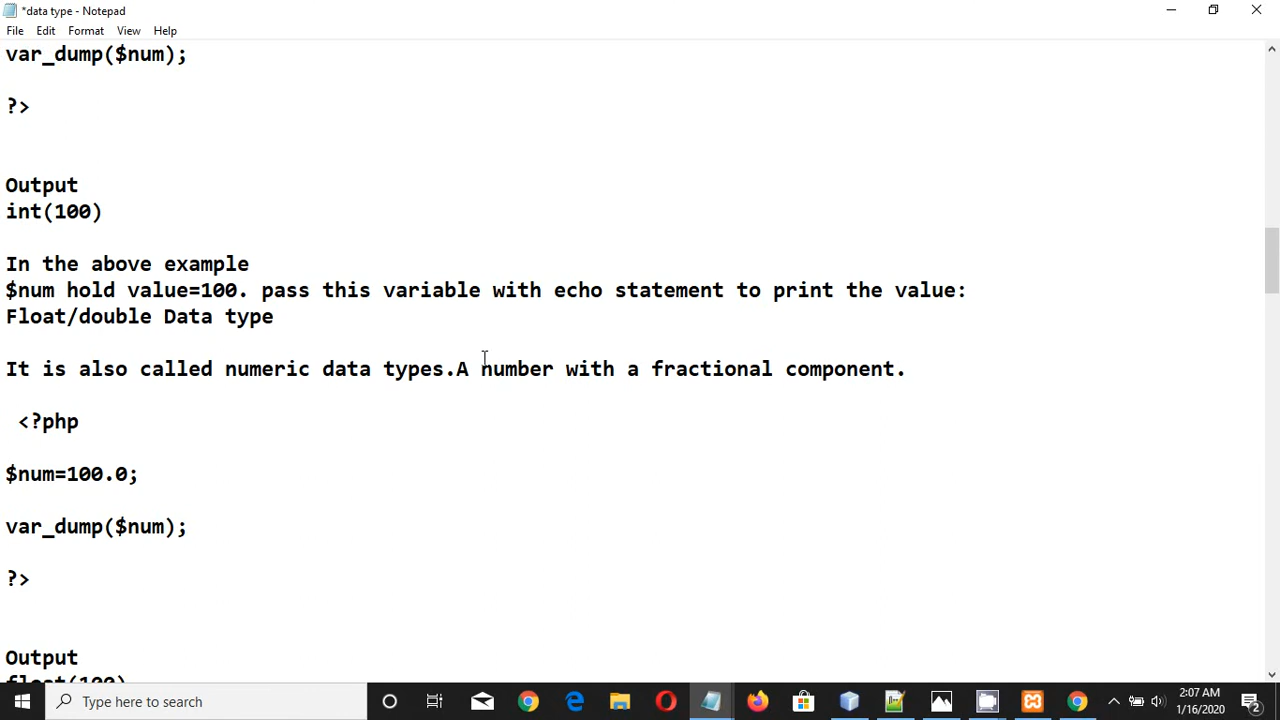 *data type - Notepad
File Edit Format View Help
var_dump($num);
?>
Output
int(100)
In the above example
$num hold value=100. pass this variable with echo statement to print the value:
Float/double Data type
It is also called numeric data types.A number with a fractional component.
<?php
$num=100.0;
var_dump($num);
?>
Output
float(100)
Type here to search
2:07 AM
1/16/2020
2